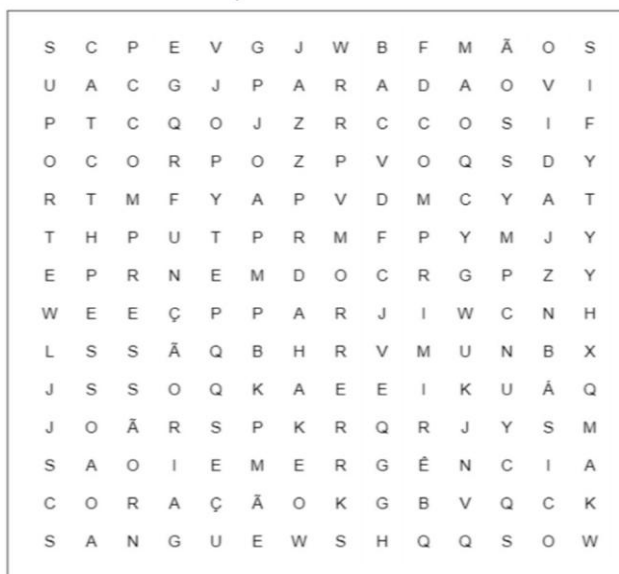 S C P E V G J W B F M Ã O S
U A C G J P A R A D A O V I
P T C Q O J Z R C C O S I F
O C O R P O Z P V O Q S D Y
R T M F Y A P V D M C Y A T
T H P U T P R M F P Y M J Y
E P R N E M D O C R G P Z Y
W E E Ç P P A R J I W C N H
L S S Ã Q B H R V M U N B X
J S S O Q K A E E I K U Á Q
J O Ã R S P K R Q R J Y S M
S A O I E M E R G Ê N C I A
C O R A Ç Ã O K G B V Q C K
S A N G U E W S H Q Q S O W